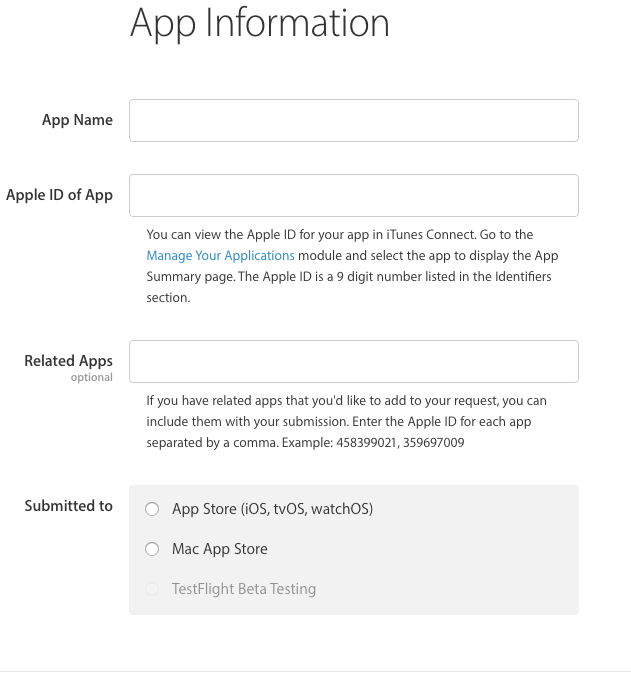 App Information
App Name
Apple ID of App
You can view the Apple ID for your app in iTunes Connect. Go to the
Manage Your Applications module and select the app to display the App
Summary page. The Apple ID is a 9 digit number listed in the Identifiers
section.
Related Apps
optional
If you have related apps that you'd like to add to your request, you can
include them with your submission. Enter the Apple ID for each app
separated by a comma. Example: 458399021, 359697009
Submitted to
App Store (iOS, tvOS, watchOS)
Mac App Store
TestFlight Beta Testing